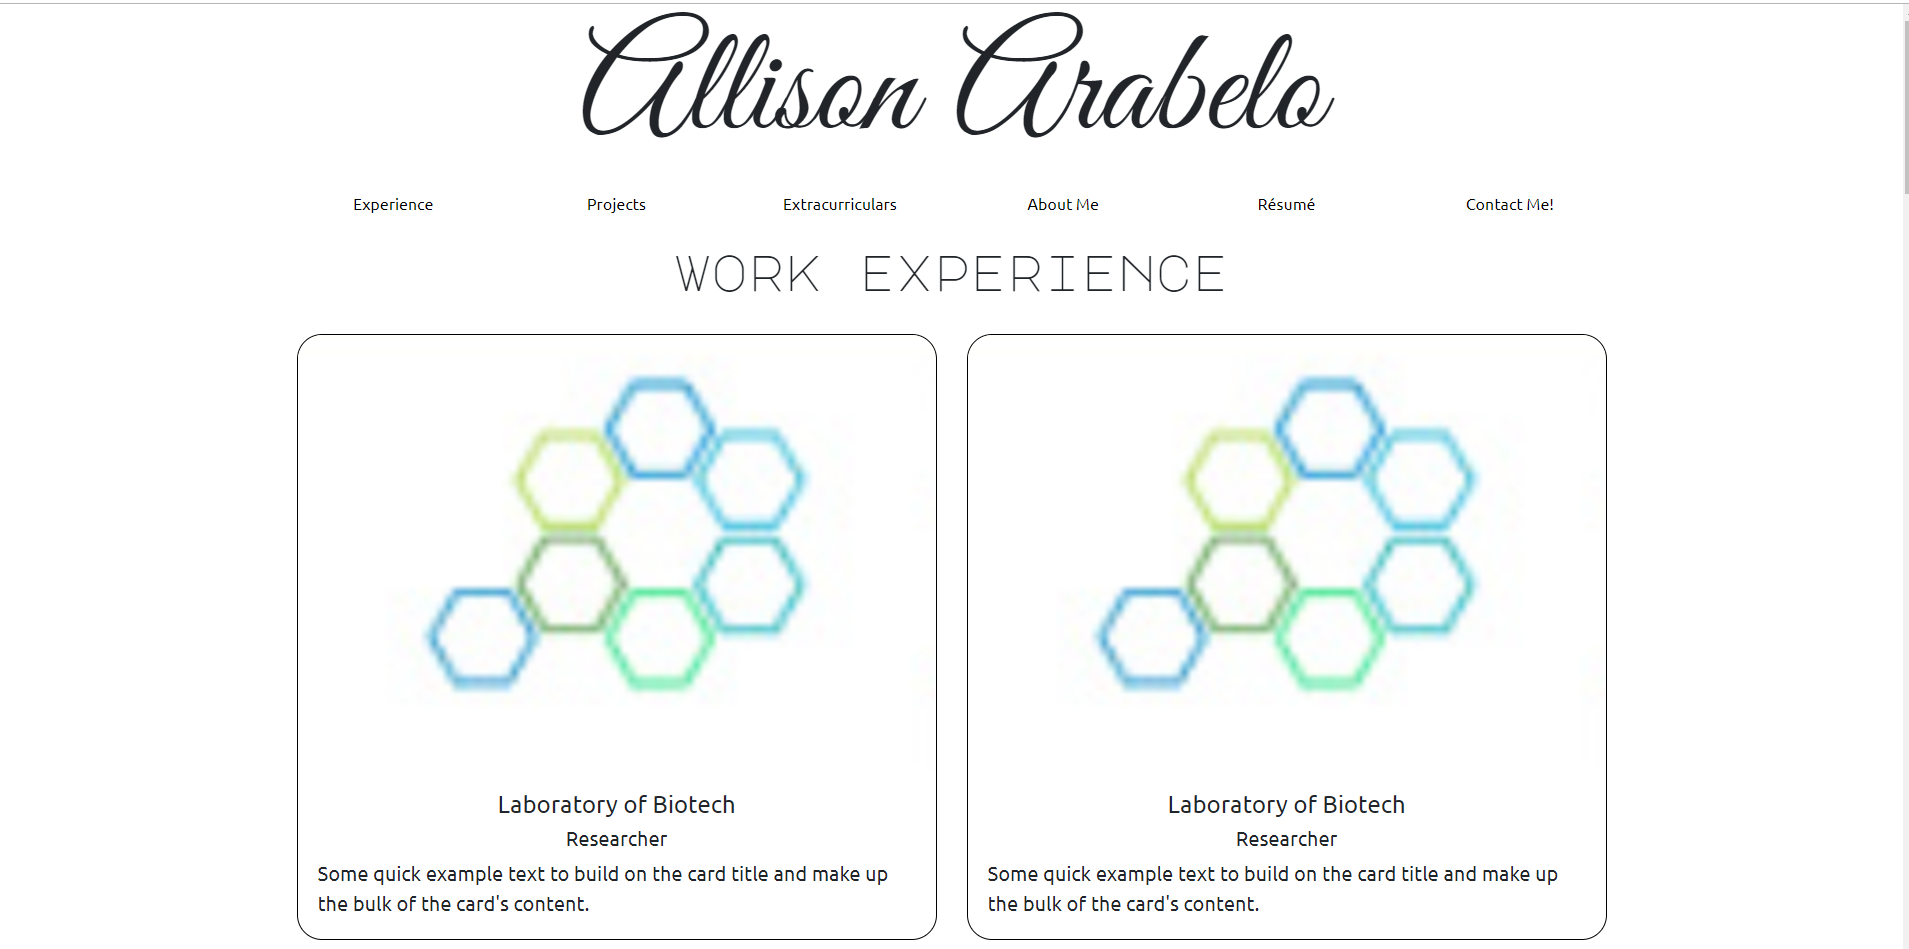 Allison Arabelo
Experience Projects Extracurriculars About Me Résumé Contact Me!
WORK EXPERIENCE
Laboratory of Biotech
Researcher
Some quick example text to build on the card title and make up
the bulk of the card's content.
Laboratory of Biotech
Researcher
Some quick example text to build on the card title and make up
the bulk of the card's content.